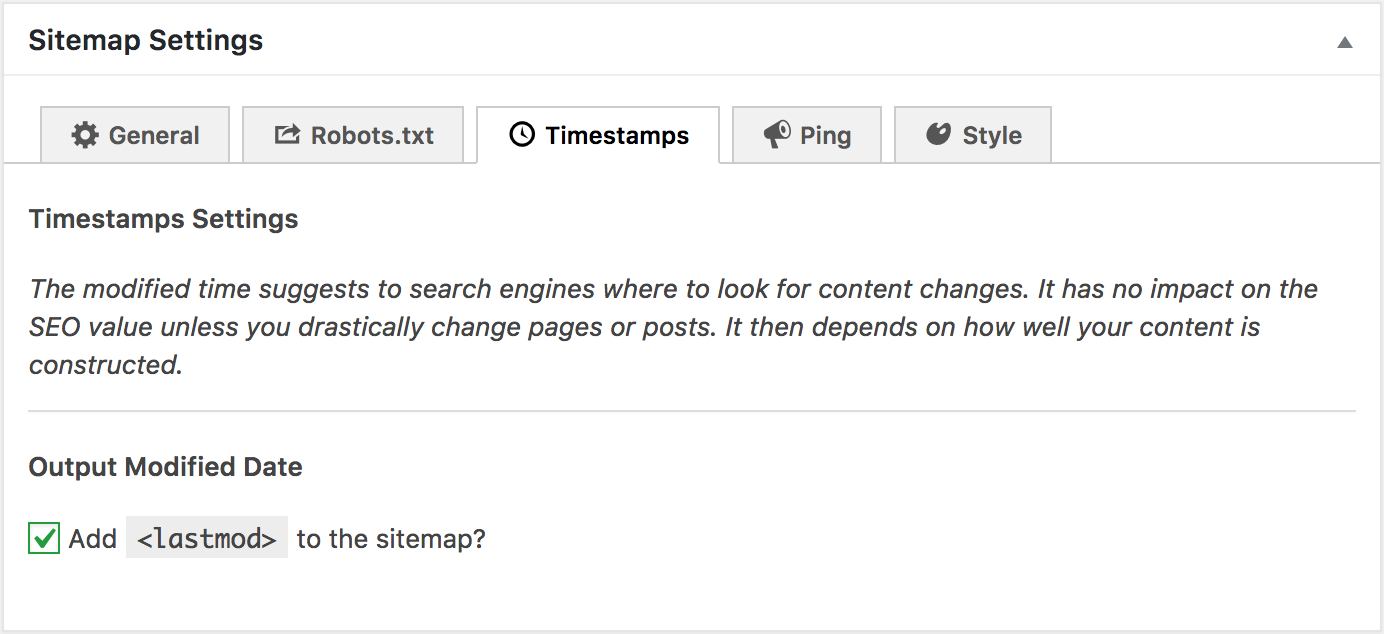 Sitemap Settings
General Robots.txt Timestamps Ping Style
Timestamps Settings
The modified time suggests to search engines where to look for content changes. It has no impact on the
SEO value unless you drastically change pages or posts. It then depends on how well your content is
constructed.
Output Modified Date
Add <lastmod> to the sitemap?